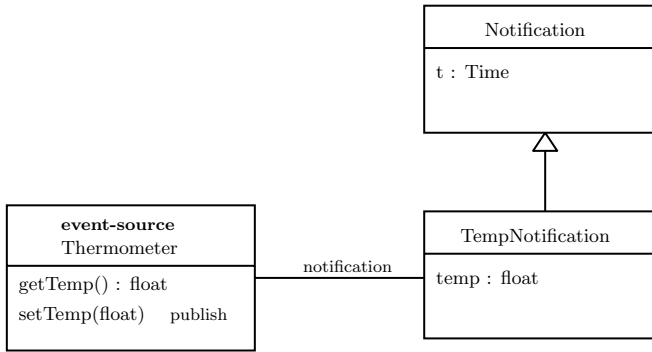 Notification
t : Time
event-source
Thermometer
getTemp() : float
setTemp(float) publish
notification
TempNotification
temp : float